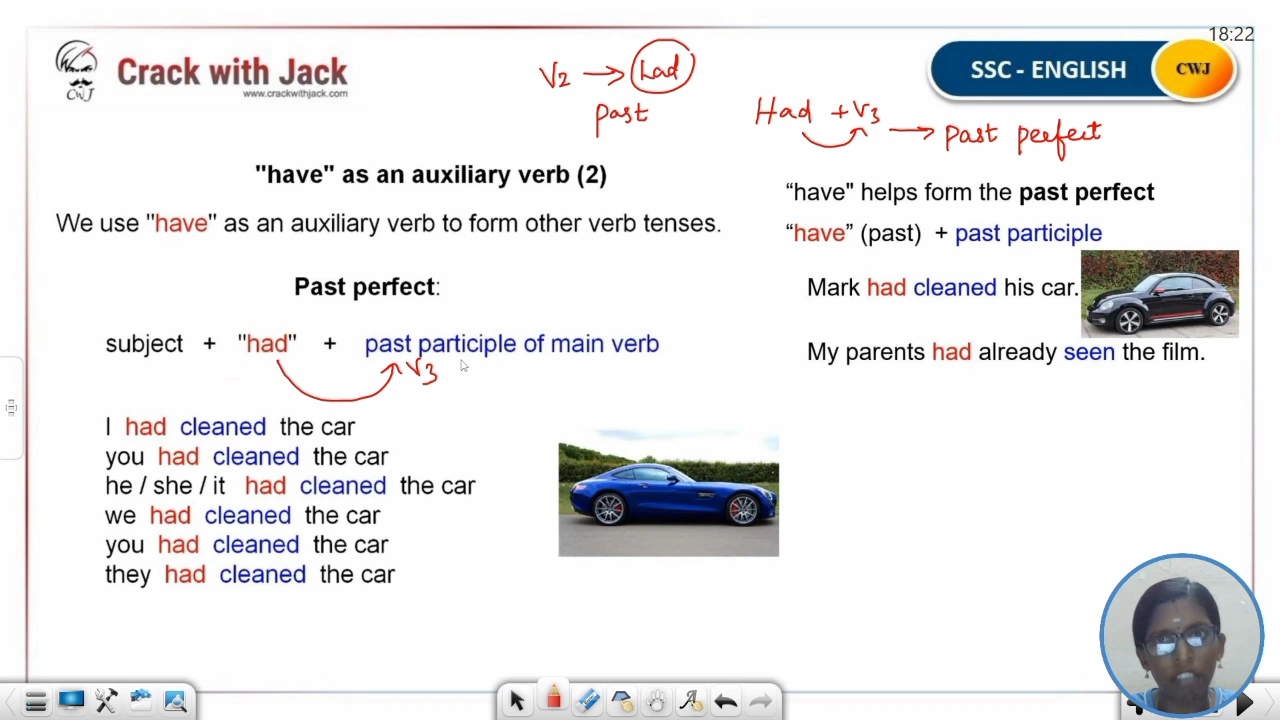 18:22
Crack with Jack
www.crackwithjack.com
CWJ
SSC - ENGLISH
CWJ
V2 → had
past
Had + V3 → Past perfect
"have" as an auxiliary verb (2)
We use "have" as an auxiliary verb to form other verb tenses.
Past perfect:
subject + "had" + past participle of main verb
V3
I had cleaned the car
you had cleaned the car
he / she / it had cleaned the car
we had cleaned the car
you had cleaned the car
they had cleaned the car
“have" helps form the past perfect
“have” (past) + past participle
Mark had cleaned his car.
My parents had already seen the film.